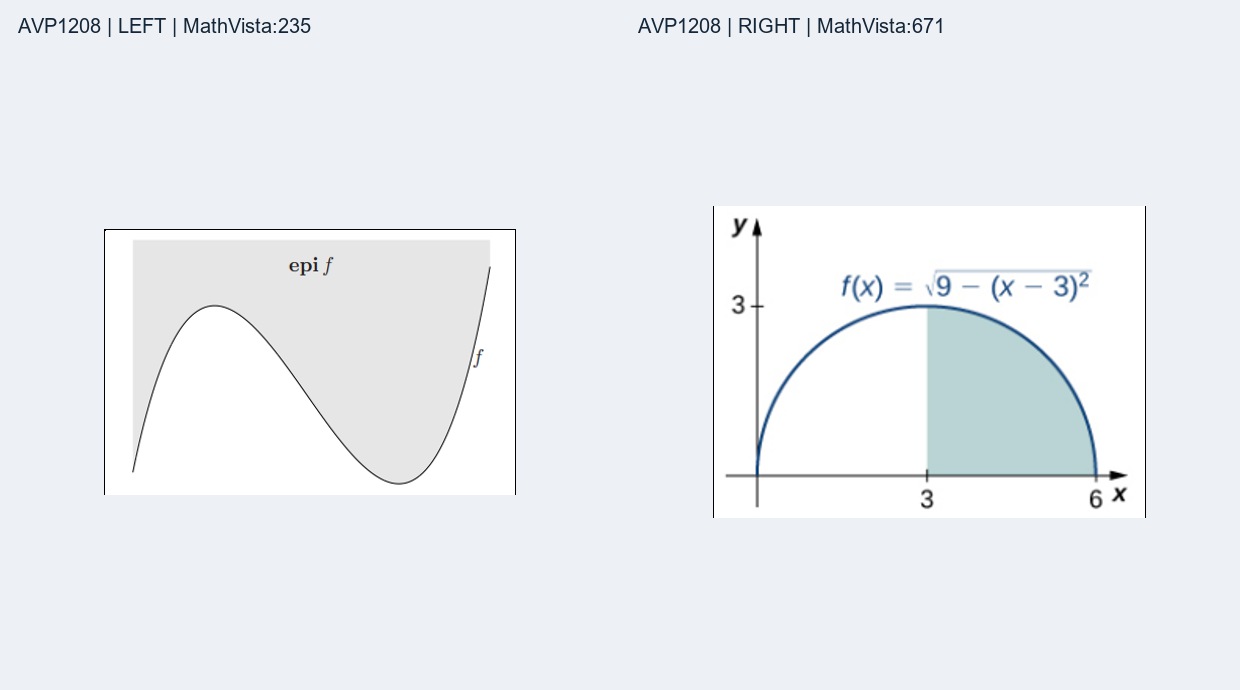 AVP1208 | LEFT | MathVista:235
AVP1208 | RIGHT | MathVista:671
epi f
f
y
f(x) = √9 − (x − 3)²
3
3
6 x